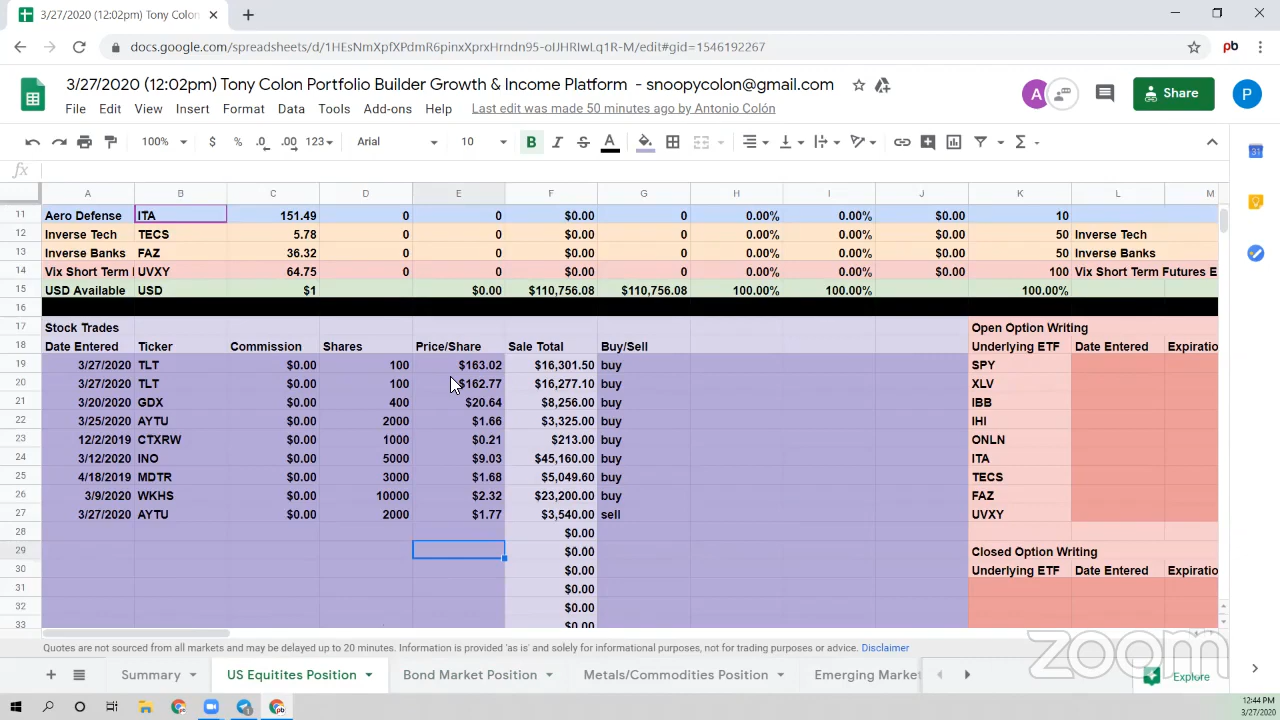 3/27/2020 (12:02pm) Tony Colon
docs.google.com/spreadsheets/d/1HEsNmXpfXPdmR6pinxXprxHrndn95-oIJHRlwLq1R-M/edit#gid=1546192267
pb
3/27/2020 (12:02pm) Tony Colon Portfolio Builder Growth & Income Platform - snoopycolon@gmail.com
A
Share
P
File Edit View Insert Format Data Tools Add-ons Help Last edit was made 50 minutes ago by Antonio Colón
100% $ % .0 .00 123 Arial 10 B I S A Σ
fx
31
A B C D E F G H I J K L M
11 Aero Defense ITA 151.49 0 0 $0.00 0 0.00% 0.00% $0.00 10
12 Inverse Tech TECS 5.78 0 0 $0.00 0 0.00% 0.00% $0.00 50 Inverse Tech
13 Inverse Banks FAZ 36.32 0 0 $0.00 0 0.00% 0.00% $0.00 50 Inverse Banks
14 Vix Short Term UVXY 64.75 0 0 $0.00 0 0.00% 0.00% $0.00 100 Vix Short Term Futures E
15 USD Available USD $1 $0.00 $110,756.08 $110,756.08 100.00% 100.00% 100.00%
16
17 Stock Trades Open Option Writing
18 Date Entered Ticker Commission Shares Price/Share Sale Total Buy/Sell Underlying ETF Date Entered Expiratio
19 3/27/2020 TLT $0.00 100 $163.02 $16,301.50 buy SPY
20 3/27/2020 TLT $0.00 100 $162.77 $16,277.10 buy XLV
21 3/20/2020 GDX $0.00 400 $20.64 $8,256.00 buy IBB
22 3/25/2020 AYTU $0.00 2000 $1.66 $3,325.00 buy IHI
23 12/2/2019 CTXRW $0.00 1000 $0.21 $213.00 buy ONLN
24 3/12/2020 INO $0.00 5000 $9.03 $45,160.00 buy ITA
25 4/18/2019 MDTR $0.00 3000 $1.68 $5,049.60 buy TECS
26 3/9/2020 WKHS $0.00 10000 $2.32 $23,200.00 buy FAZ
27 3/27/2020 AYTU $0.00 2000 $1.77 $3,540.00 sell UVXY
28 $0.00
29 $0.00 Closed Option Writing
30 $0.00 Underlying ETF Date Entered Expiratio
31 $0.00
32 $0.00
33 $0.00
Quotes are not sourced from all markets and may be delayed up to 20 minutes. Information is provided 'as is' and solely for informational purposes, not for trading purposes or advice. Disclaimer
zoom
Summary US Equitites Position Bond Market Position Metals/Commodities Position Emerging Market Explore
12:44 PM
3/27/2020